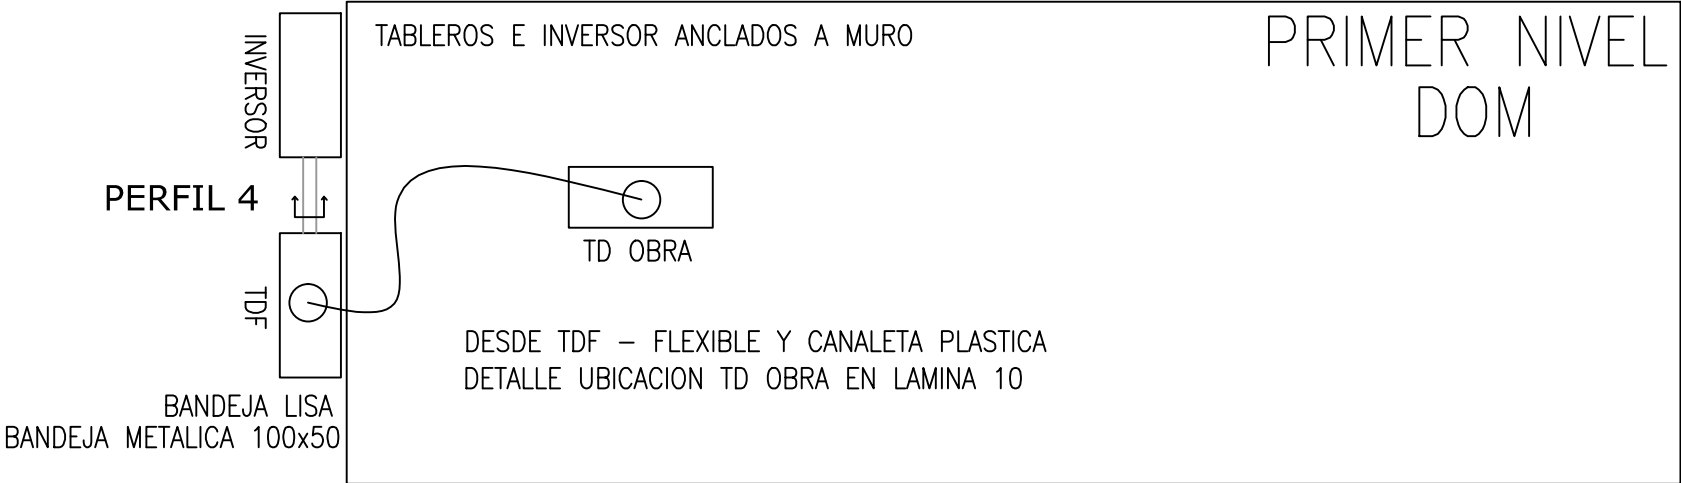 TABLEROS E INVERSOR ANCLADOS A MURO
PRIMER NIVEL
DOM
INVERSOR
PERFIL 4
TD OBRA
TDF
DESDE TDF – FLEXIBLE Y CANALETA PLASTICA
DETALLE UBICACION TD OBRA EN LAMINA 10
BANDEJA LISA
BANDEJA METALICA 100x50